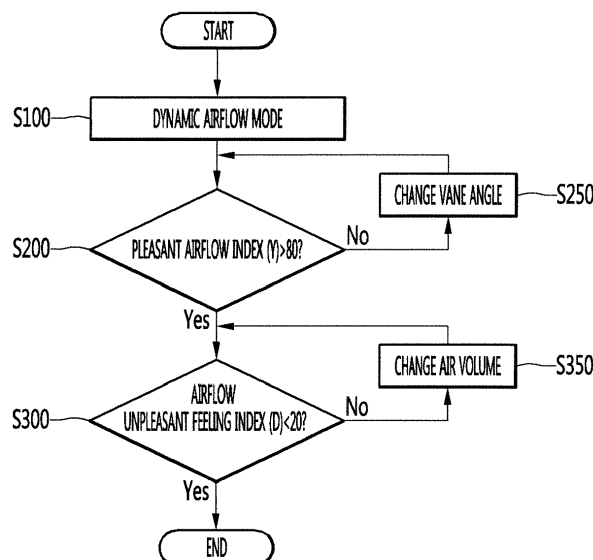 START
S100
DYNAMIC AIRFLOW MODE
CHANGE VANE ANGLE
S250
S200
PLEASANT AIRFLOW INDEX (Y)>80?
No
Yes
CHANGE AIR VOLUME
S350
S300
AIRFLOW
UNPLEASANT FEELING INDEX (D)<20?
No
Yes
END